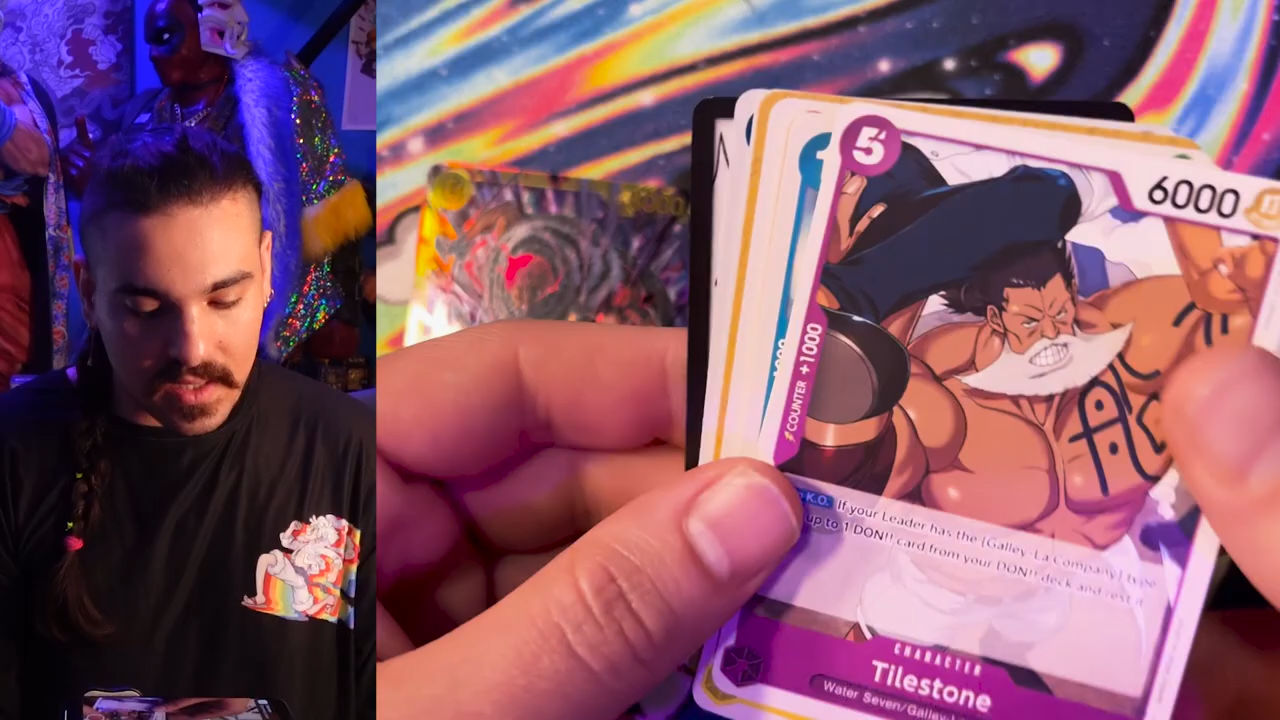 5
6000
COUNTER +1000
K.O. If your Leader has the {Galley-La Company} type
up to 1 DON!! card from your DON!! deck and rest it
CHARACTER
Tilestone
Water Seven/Galley-